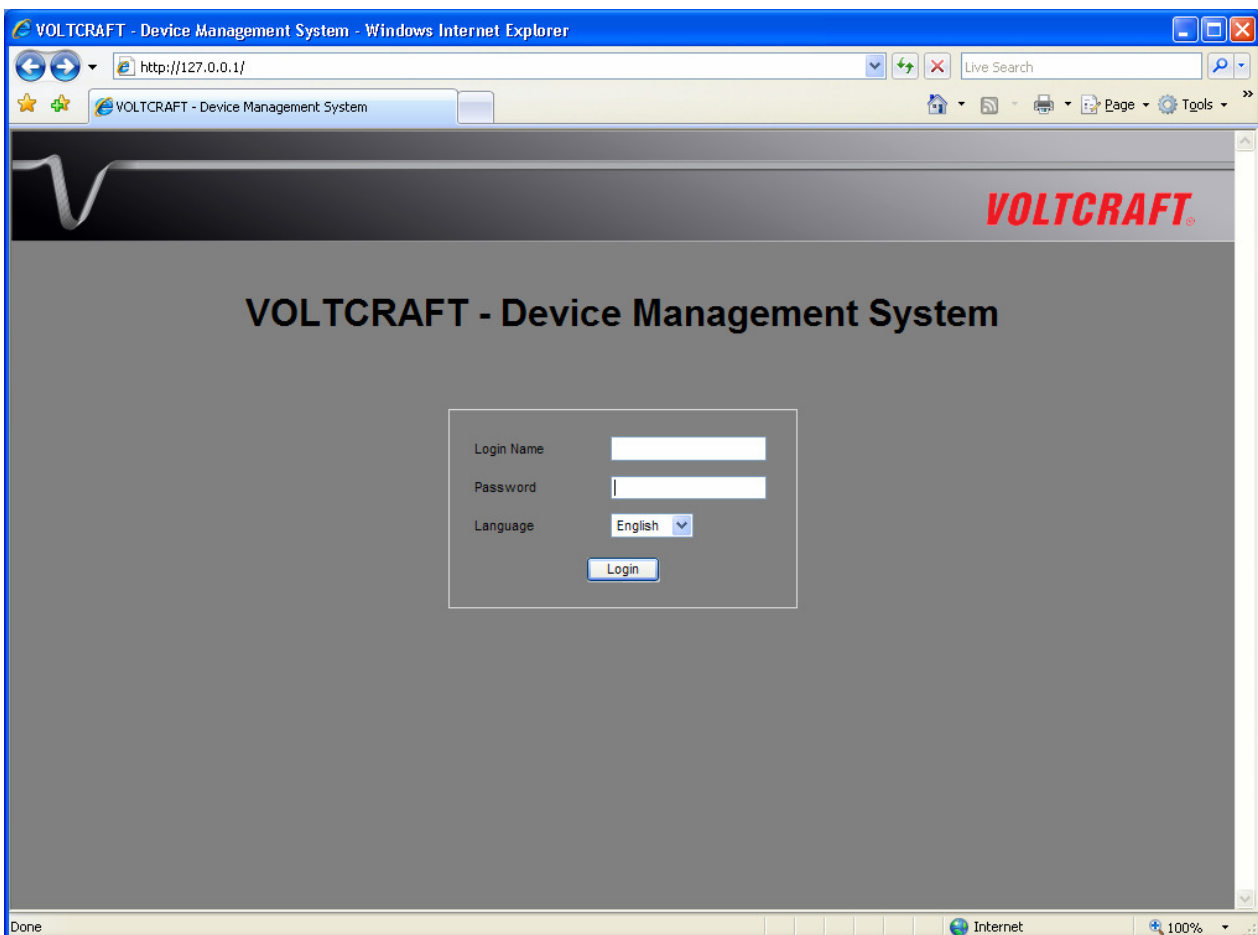 VOLTCRAFT - Device Management System - Windows Internet Explorer
http://127.0.0.1/ Live Search
VOLTCRAFT - Device Management System Page Tools »
VOLTCRAFT®
VOLTCRAFT - Device Management System
Login Name
Password
Language English
Login
Done Internet 100%